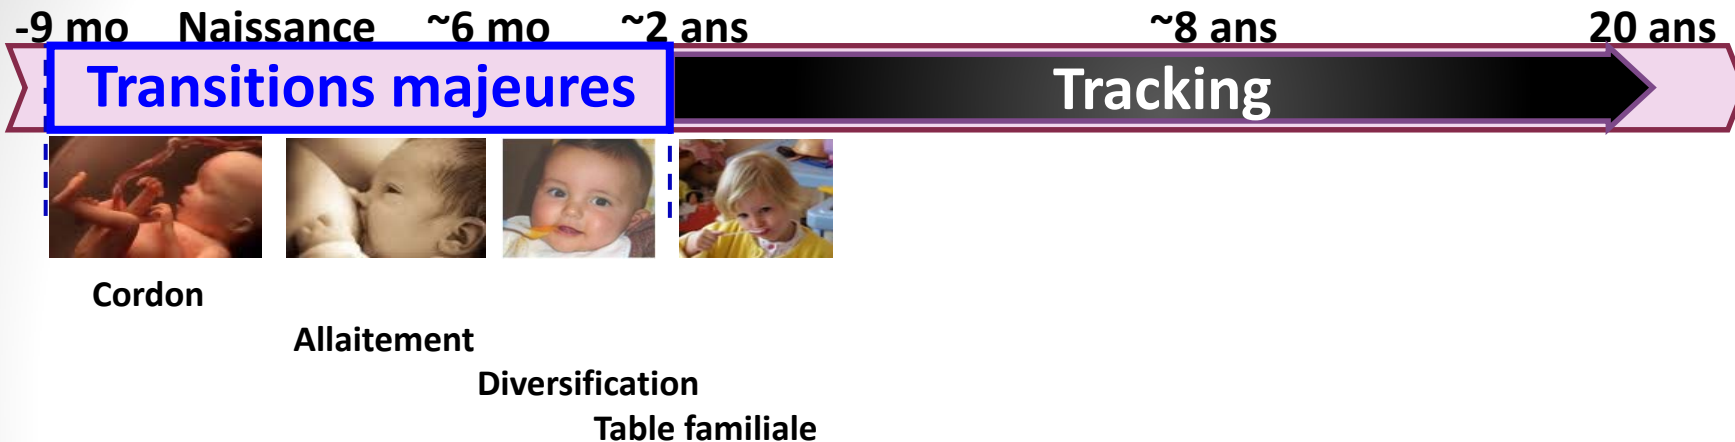 -9 mo Naissance ~6 mo ~2 ans ~8 ans 20 ans
Transitions majeures Tracking
Cordon
Allaitement
Diversification
Table familiale